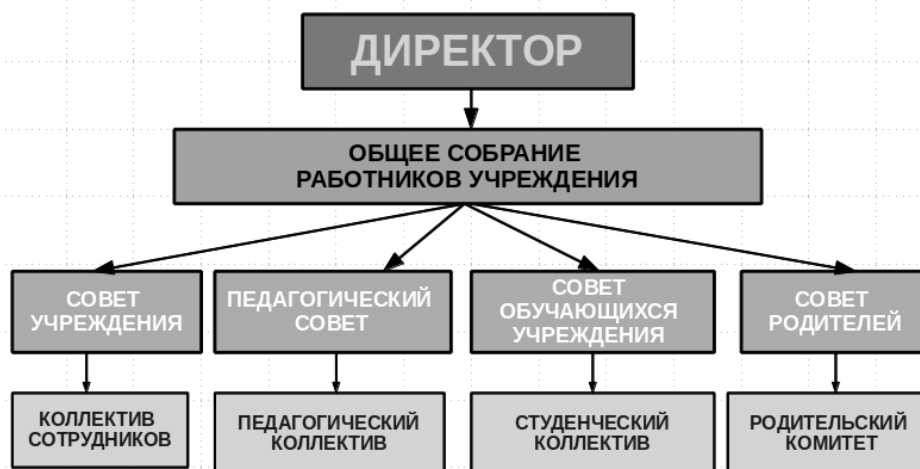 ДИРЕКТОР
ОБЩЕЕ СОБРАНИЕ
РАБОТНИКОВ УЧРЕЖДЕНИЯ
СОВЕТ
УЧРЕЖДЕНИЯ
ПЕДАГОГИЧЕСКИЙ
СОВЕТ
СОВЕТ
ОБУЧАЮЩИХСЯ
УЧРЕЖДЕНИЯ
СОВЕТ
РОДИТЕЛЕЙ
КОЛЛЕКТИВ
СОТРУДНИКОВ
ПЕДАГОГИЧЕСКИЙ
КОЛЛЕКТИВ
СТУДЕНЧЕСКИЙ
КОЛЛЕКТИВ
РОДИТЕЛЬСКИЙ
КОМИТЕТ